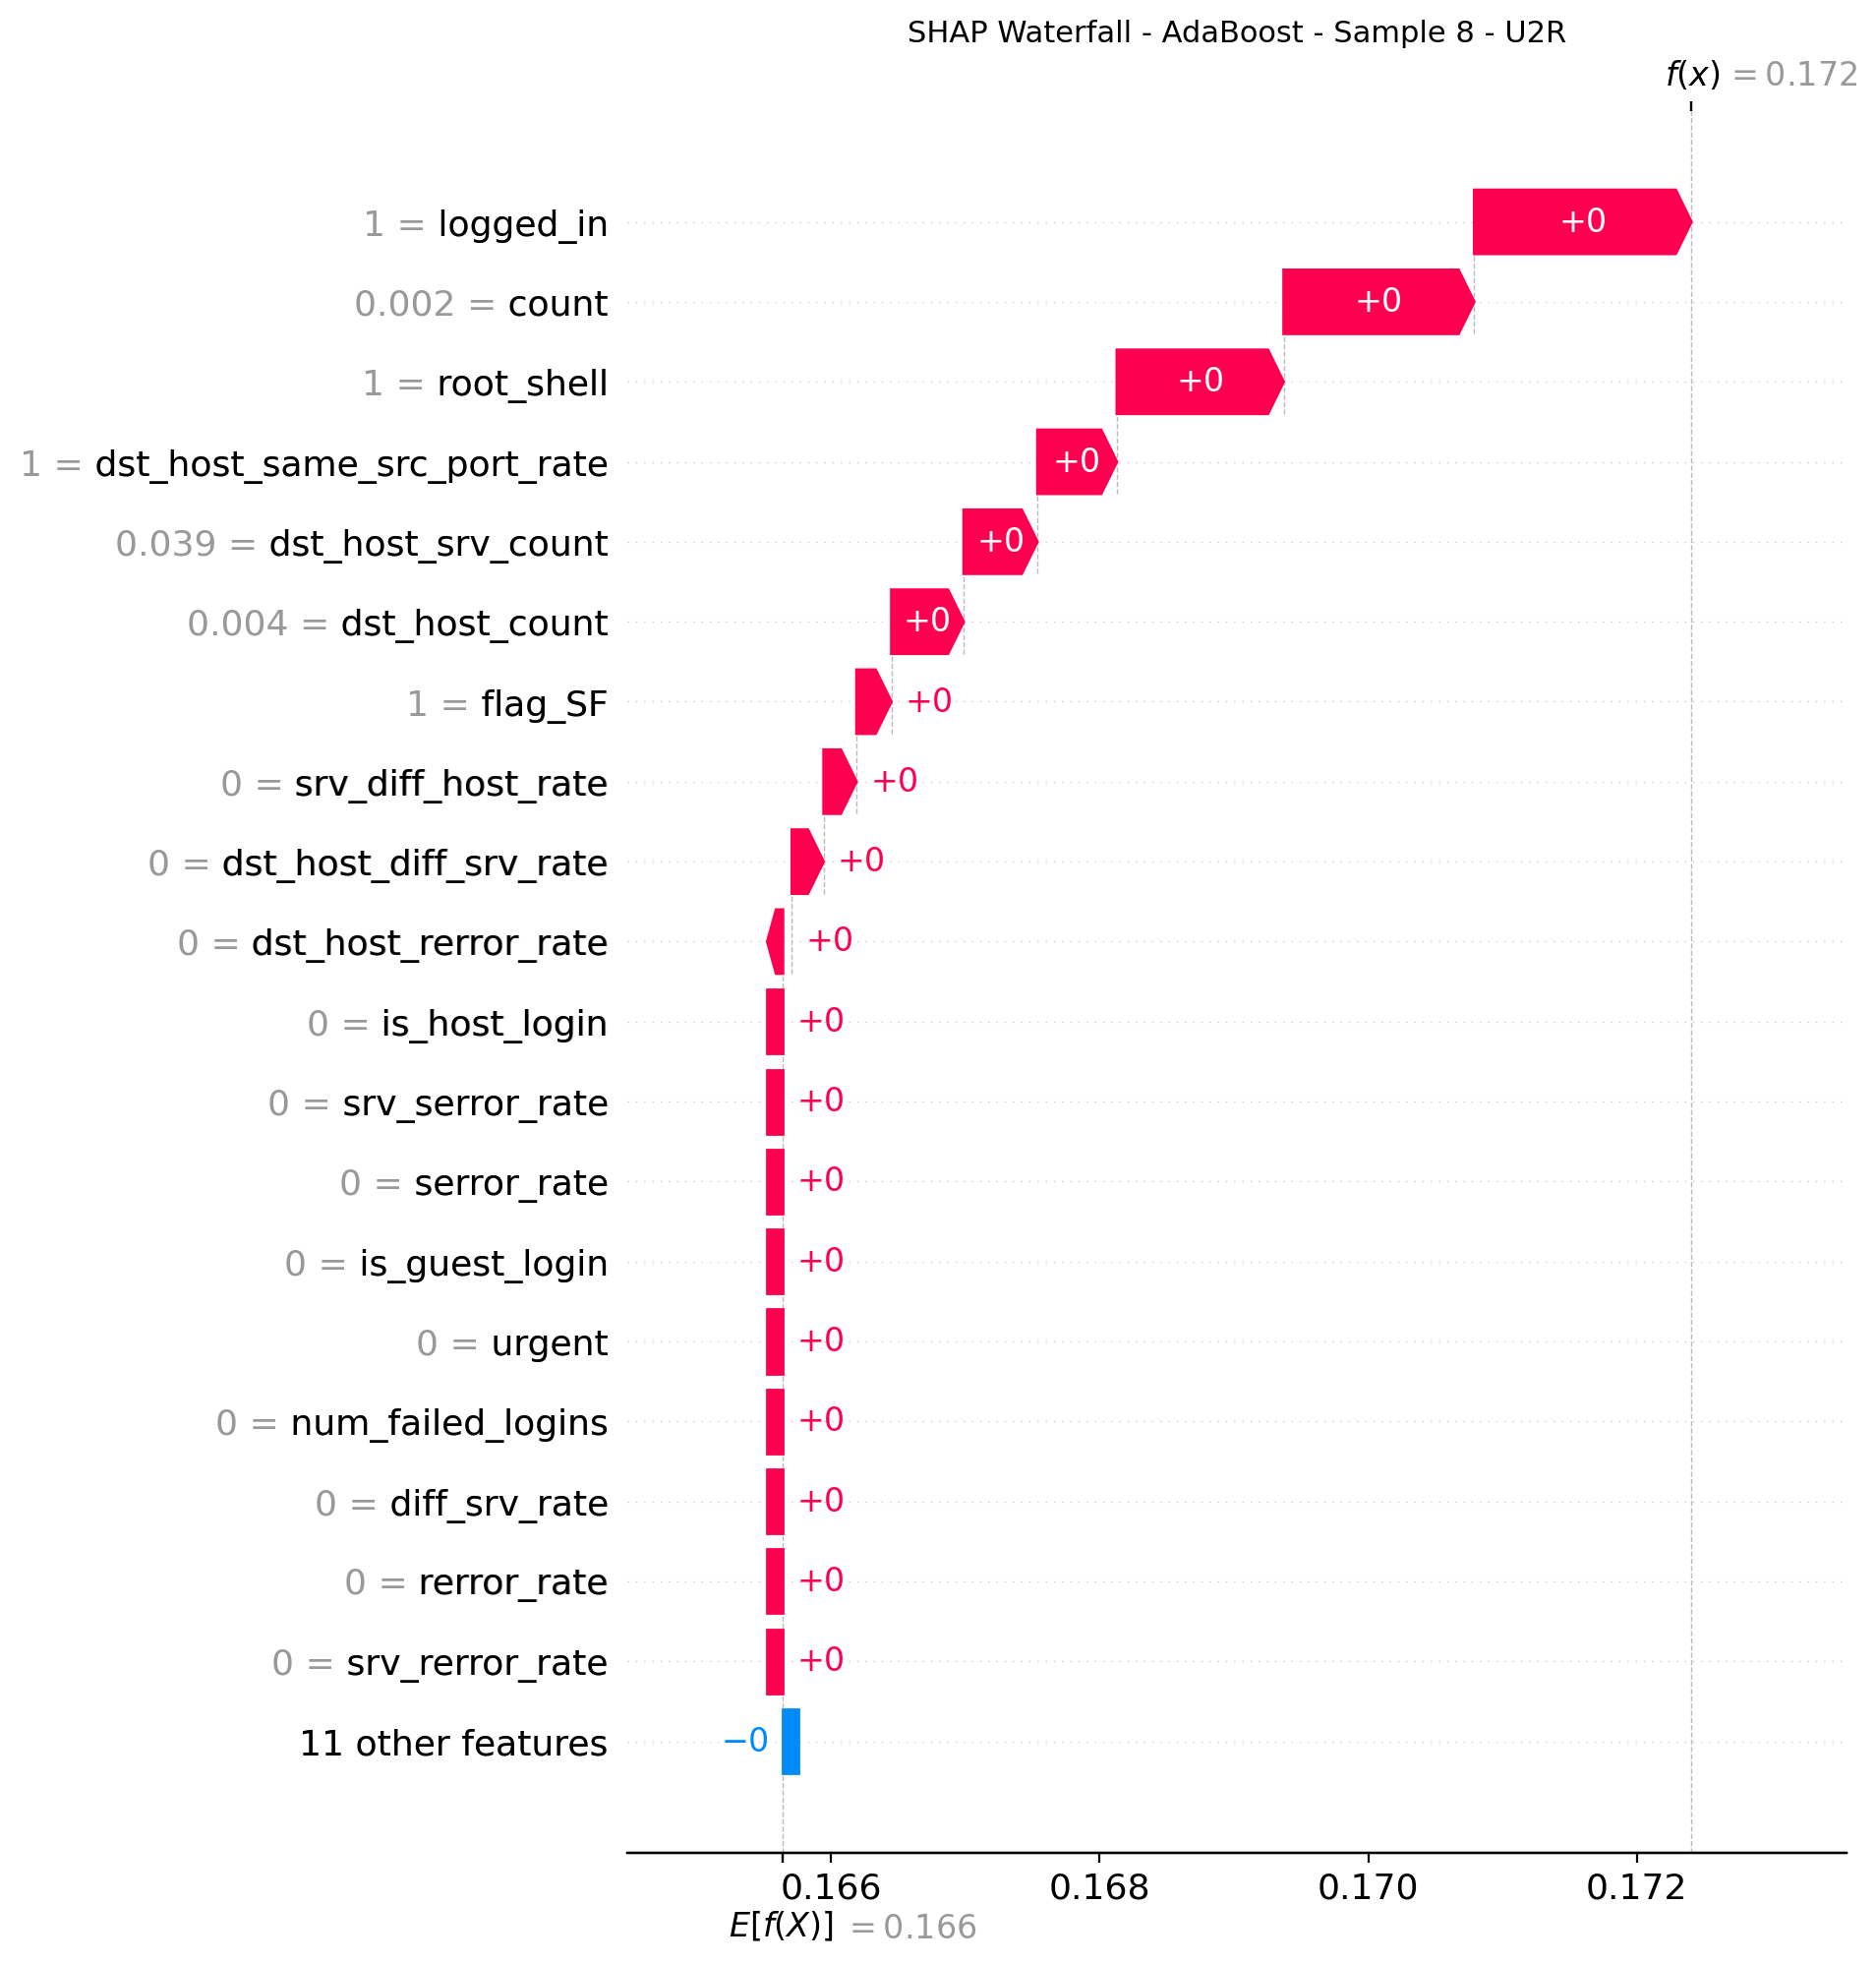 SHAP Waterfall - AdaBoost - Sample 8 - U2R
f(x) = 0.172
1 = logged_in +0
0.002 = count +0
1 = root_shell +0
1 = dst_host_same_src_port_rate +0
0.039 = dst_host_srv_count +0
0.004 = dst_host_count +0
1 = flag_SF +0
0 = srv_diff_host_rate +0
0 = dst_host_diff_srv_rate +0
0 = dst_host_rerror_rate +0
0 = is_host_login +0
0 = srv_serror_rate +0
0 = serror_rate +0
0 = is_guest_login +0
0 = urgent +0
0 = num_failed_logins +0
0 = diff_srv_rate +0
0 = rerror_rate +0
0 = srv_rerror_rate +0
11 other features −0
0.166 0.168 0.170 0.172
E[f(X)] = 0.166